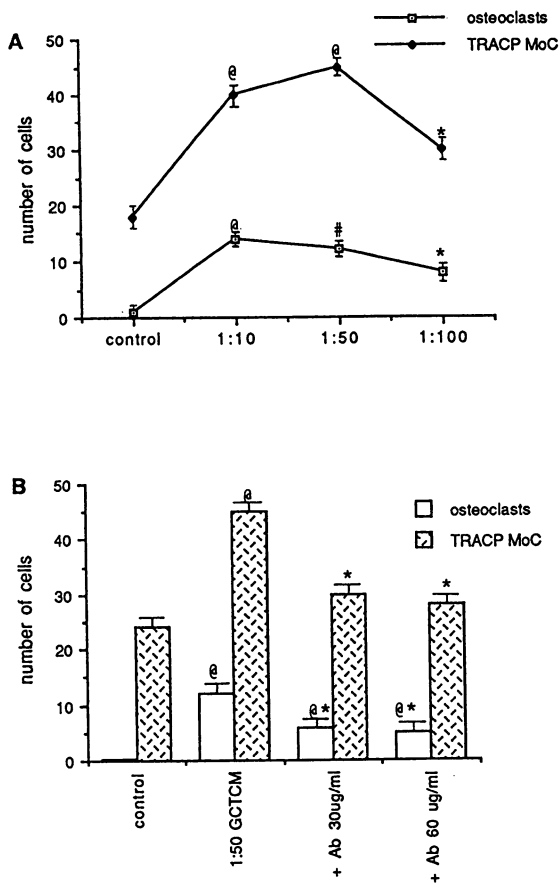 A
osteoclasts
TRACP MoC
50
40
30
20
10
0
number of cells
@
@
*
@
#
*
control
1:10
1:50
1:100
B
osteoclasts
TRACP MoC
50
40
30
20
10
0
number of cells
@
@
@ *
*
@ *
*
control
1:50 GCTCM
+ Ab 30ug/ml
+ Ab 60 ug/ml